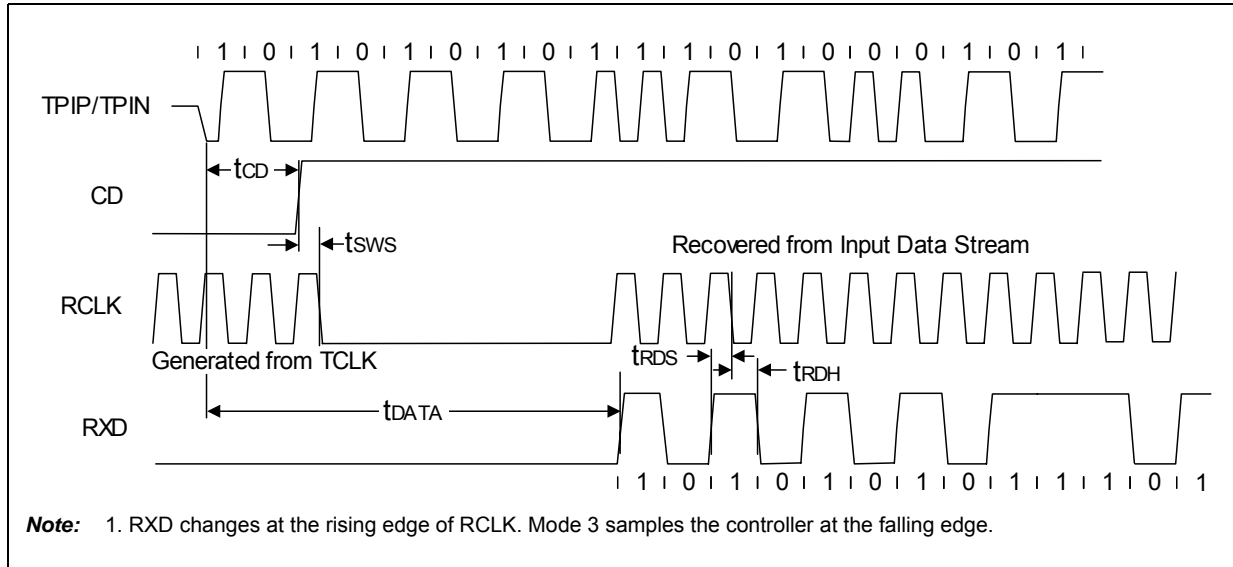 1 0 1 0 1 0 1 0 1 1 1 0 1 0 0 0 1 0 1
TPIP/TPIN
tCD
CD
tSWS
Recovered from Input Data Stream
RCLK
Generated from TCLK
tRDS
tRDH
tDATA
RXD
1 0 1 0 1 0 1 0 1 1 1 0 1
Note: 1. RXD changes at the rising edge of RCLK. Mode 3 samples the controller at the falling edge.